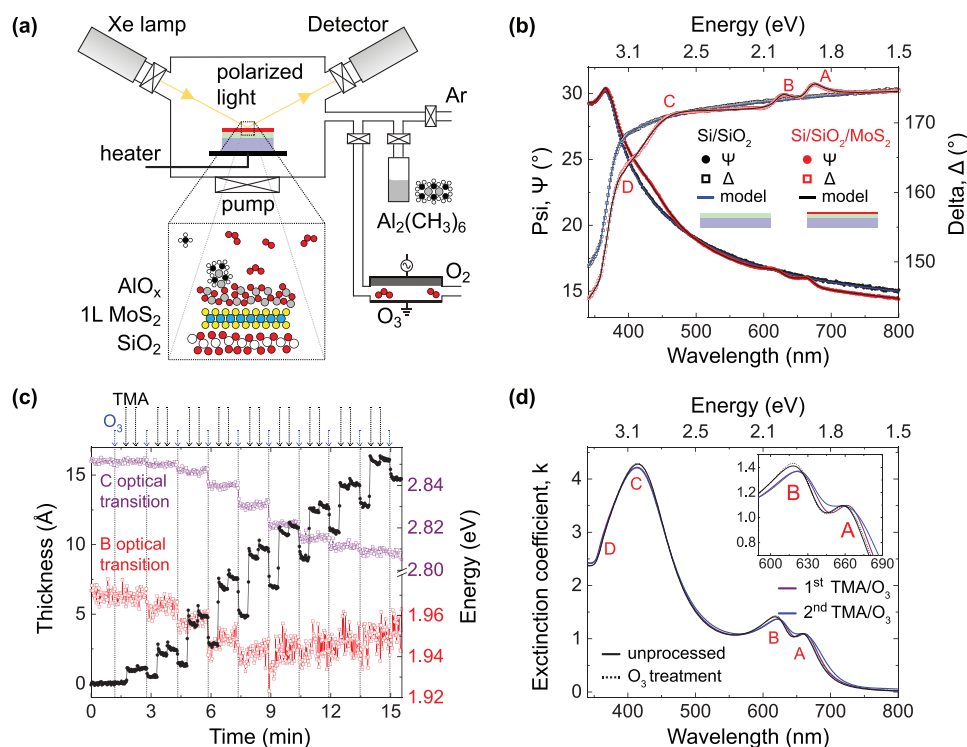 (a)
Xe lamp
Detector
polarized
light
Ar
heater
pump
Al₂(CH₃)₆
O₂
O₃
AlOₓ
1L MoS₂
SiO₂
(b)
Energy (eV)
3.1 2.5 2.1 1.8 1.5
30
25
20
15
Psi, Ψ (°)
170
160
150
Delta, Δ (°)
A
B
C
D
Si/SiO₂
Ψ
Δ
model
Si/SiO₂/MoS₂
Ψ
Δ
model
400 500 600 700 800
Wavelength (nm)
(c)
TMA
O₃
15
10
5
0
Thickness (Å)
C optical
transition
B optical
transition
2.84
2.82
2.80
1.96
1.94
1.92
Energy (eV)
0 3 6 9 12 15
Time (min)
(d)
Energy (eV)
3.1 2.5 2.1 1.8 1.5
4
3
2
1
0
Exctinction coefficient, k
C
D
B
A
1.4
1.2
1.0
0.8
B
A
600 630 660 690
1ˢᵗ TMA/O₃
2ⁿᵈ TMA/O₃
unprocessed
O₃ treatment
400 500 600 700 800
Wavelength (nm)